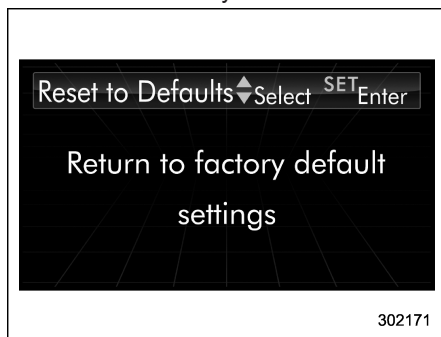 Reset to Defaults Select SET Enter
Return to factory default
settings
302171